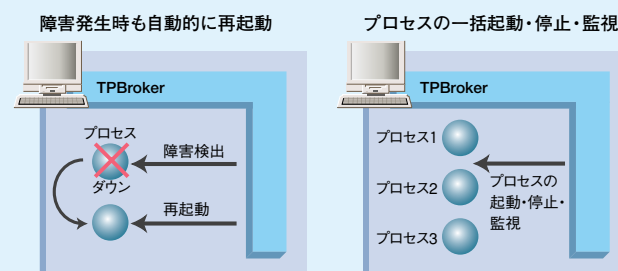 障害発生時も自動的に再起動
TPBroker
プロセス
ダウン
障害検出
再起動
プロセスの一括起動・停止・監視
TPBroker
プロセス1
プロセス2
プロセス3
プロセスの
起動・停止・
監視